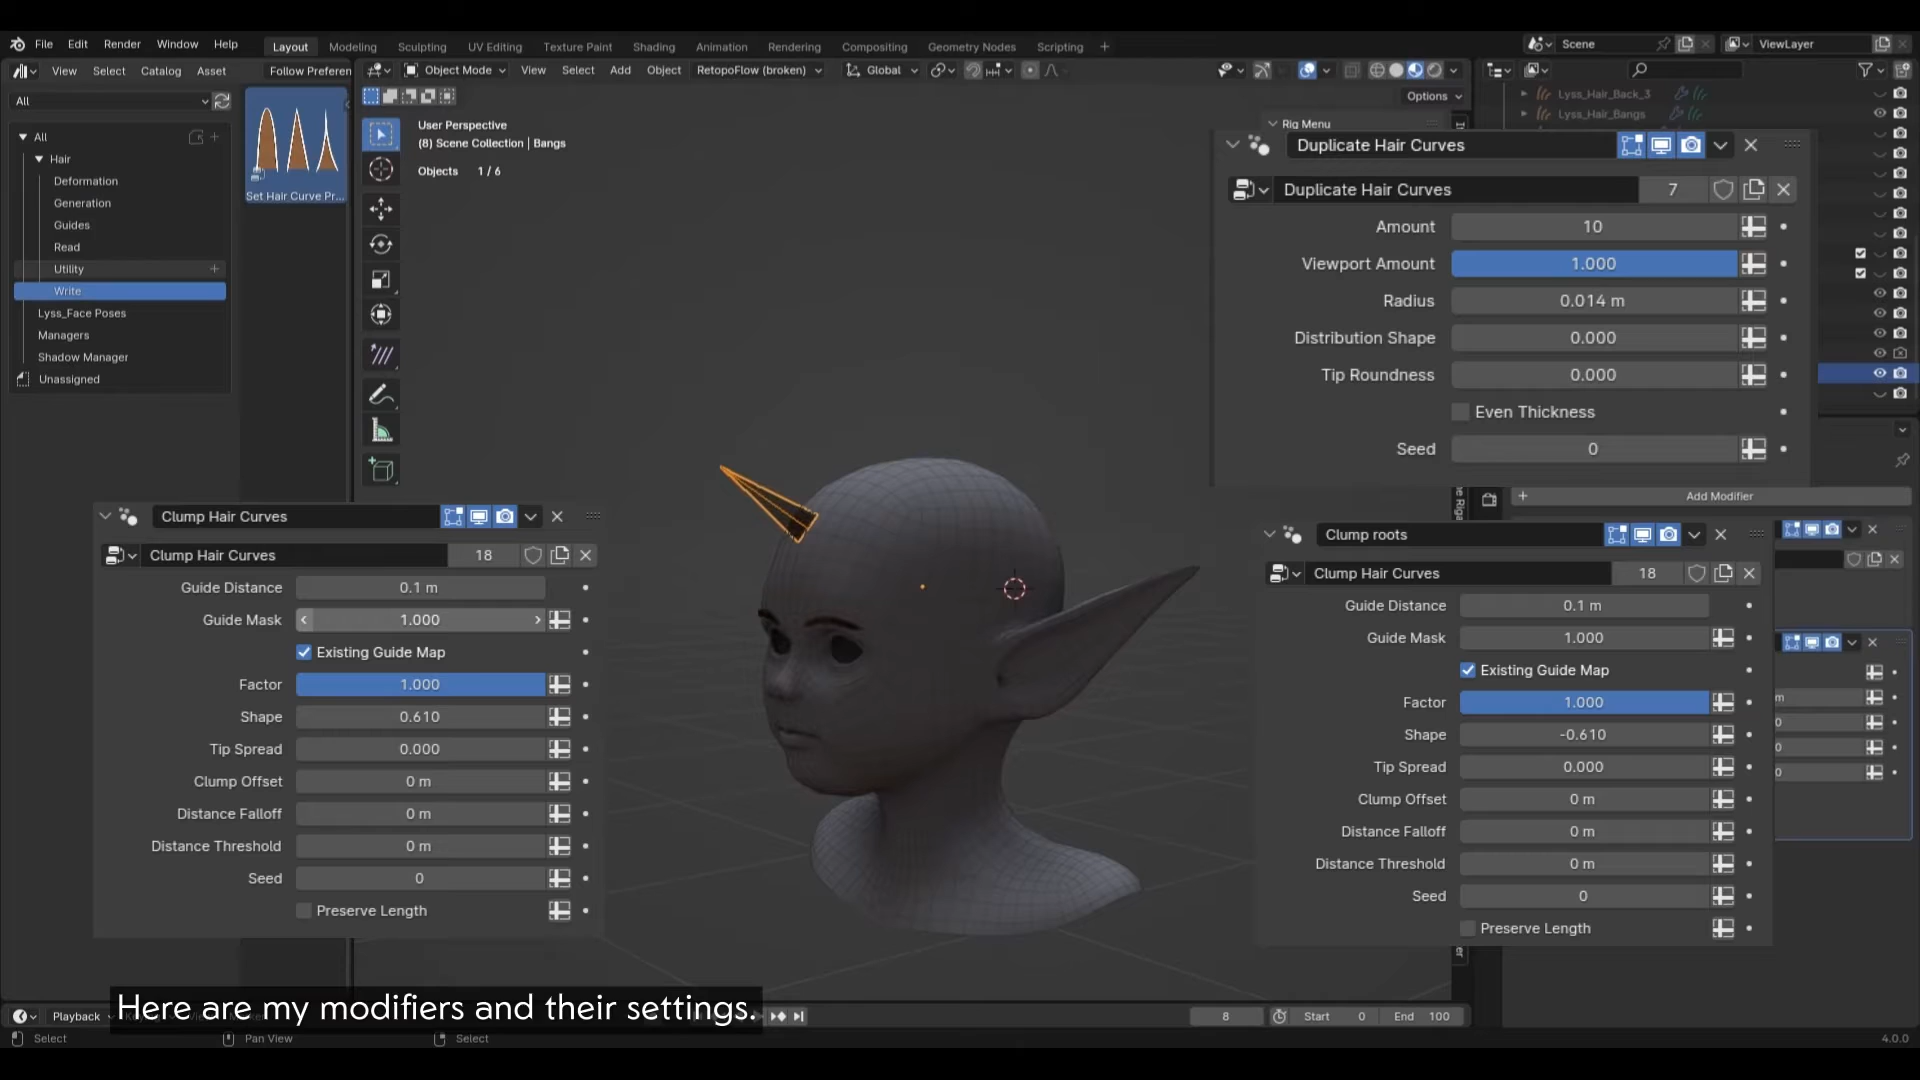 File Edit Render Window Help
Layout Modeling Sculpting UV Editing Texture Paint Shading Animation Rendering Compositing Geometry Nodes Scripting +
Scene
ViewLayer
View Select Catalog Asset Follow Preferen
Object Mode View Select Add Object RetopoFlow (broken) Global
All
Options
All
Hair
Deformation
Generation
Guides
Read
Utility
Write
Lyss_Face Poses
Managers
Shadow Manager
Unassigned
Set Hair Curve Pr...
User Perspective
(8) Scene Collection | Bangs
Objects 1 / 6
Rig Menu
Lyss_Hair_Back_3
Lyss_Hair_Bangs
Duplicate Hair Curves
Duplicate Hair Curves 7
Amount 10
Viewport Amount 1.000
Radius 0.014 m
Distribution Shape 0.000
Tip Roundness 0.000
Even Thickness
Seed 0
Add Modifier
Clump Hair Curves
Clump Hair Curves 18
Guide Distance 0.1 m
Guide Mask 1.000
Existing Guide Map
Factor 1.000
Shape 0.610
Tip Spread 0.000
Clump Offset 0 m
Distance Falloff 0 m
Distance Threshold 0 m
Seed 0
Preserve Length
Clump roots
Clump Hair Curves 18
Guide Distance 0.1 m
Guide Mask 1.000
Existing Guide Map
Factor 1.000
Shape -0.610
Tip Spread 0.000
Clump Offset 0 m
Distance Falloff 0 m
Distance Threshold 0 m
Seed 0
Preserve Length
Here are my modifiers and their settings.
Playback
8 Start 0 End 100
Select Pan View Select
4.0.0